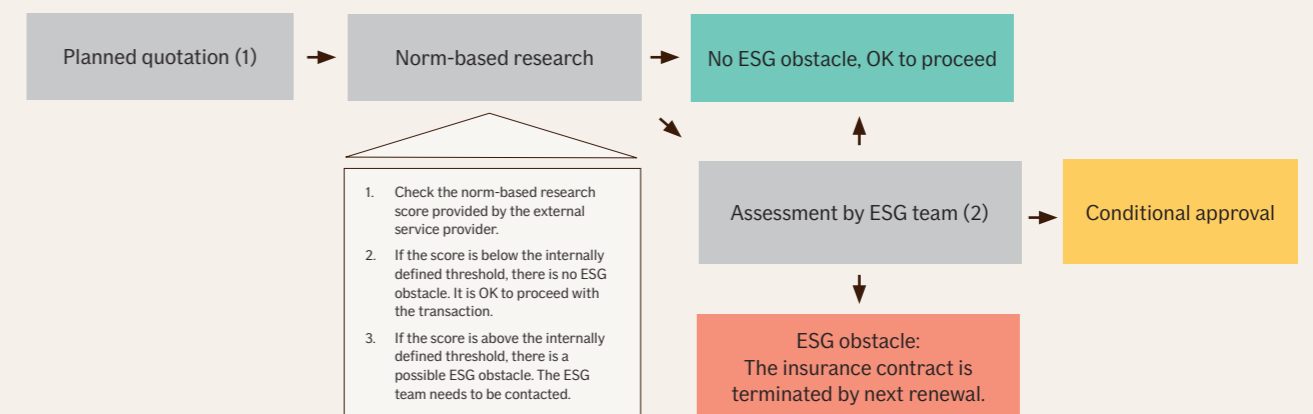 Planned quotation (1)
Norm-based research
No ESG obstacle, OK to proceed
1. Check the norm-based research
score provided by the external
service provider.
2. If the score is below the internally
defined threshold, there is no ESG
obstacle. It is OK to proceed with
the transaction.
3. If the score is above the internally
defined threshold, there is a
possible ESG obstacle. The ESG
team needs to be contacted.
Assessment by ESG team (2)
Conditional approval
ESG obstacle:
The insurance contract is
terminated by next renewal.